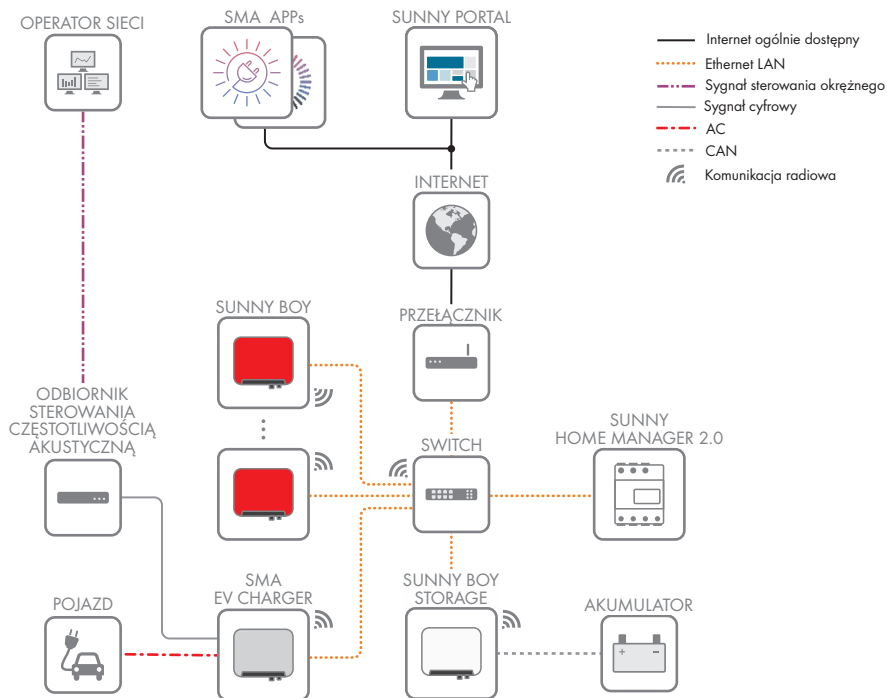 OPERATOR SIECI
SMA APPs
SUNNY PORTAL
Internet ogólnie dostępny
Ethernet LAN
Sygnał sterowania okrężnego
Sygnał cyfrowy
AC
CAN
Komunikacja radiowa
INTERNET
SUNNY BOY
PRZEŁĄCZNIK
ODBIORNIK
STEROWANIA
CZĘSTOTLIWOŚCIĄ
AKUSTYCZNĄ
SWITCH
SUNNY
HOME MANAGER 2.0
POJAZD
SMA
EV CHARGER
SUNNY BOY
STORAGE
AKUMULATOR
+ −